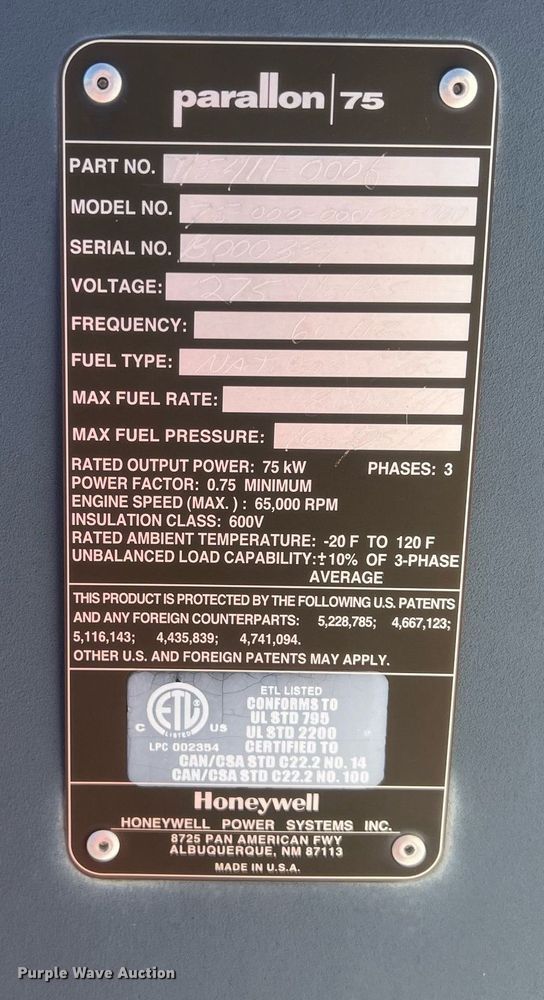 parallon|75
PART NO.
MODEL NO.
SERIAL NO.
VOLTAGE: 275
FREQUENCY: 60
FUEL TYPE: NAT
MAX FUEL RATE:
MAX FUEL PRESSURE:
RATED OUTPUT POWER: 75 kW PHASES: 3
POWER FACTOR: 0.75 MINIMUM
ENGINE SPEED (MAX. ) : 65,000 RPM
INSULATION CLASS: 600V
RATED AMBIENT TEMPERATURE: -20 F TO 120 F
UNBALANCED LOAD CAPABILITY:±10% OF 3-PHASE
AVERAGE
THIS PRODUCT IS PROTECTED BY THE FOLLOWING U.S. PATENTS
AND ANY FOREIGN COUNTERPARTS: 5,228,785; 4,667,123;
5,116,143; 4,435,839; 4,741,094.
OTHER U.S. AND FOREIGN PATENTS MAY APPLY.
C ETL ® US
LISTED
LPC 002354
ETL LISTED
CONFORMS TO
UL STD 795
UL STD 2200
CERTIFIED TO
CAN/CSA STD C22.2 NO. 14
CAN/CSA STD C22.2 NO. 100
Honeywell
HONEYWELL POWER SYSTEMS INC.
8725 PAN AMERICAN FWY
ALBUQUERQUE, NM 87113
MADE IN U.S.A.
Purple Wave Auction